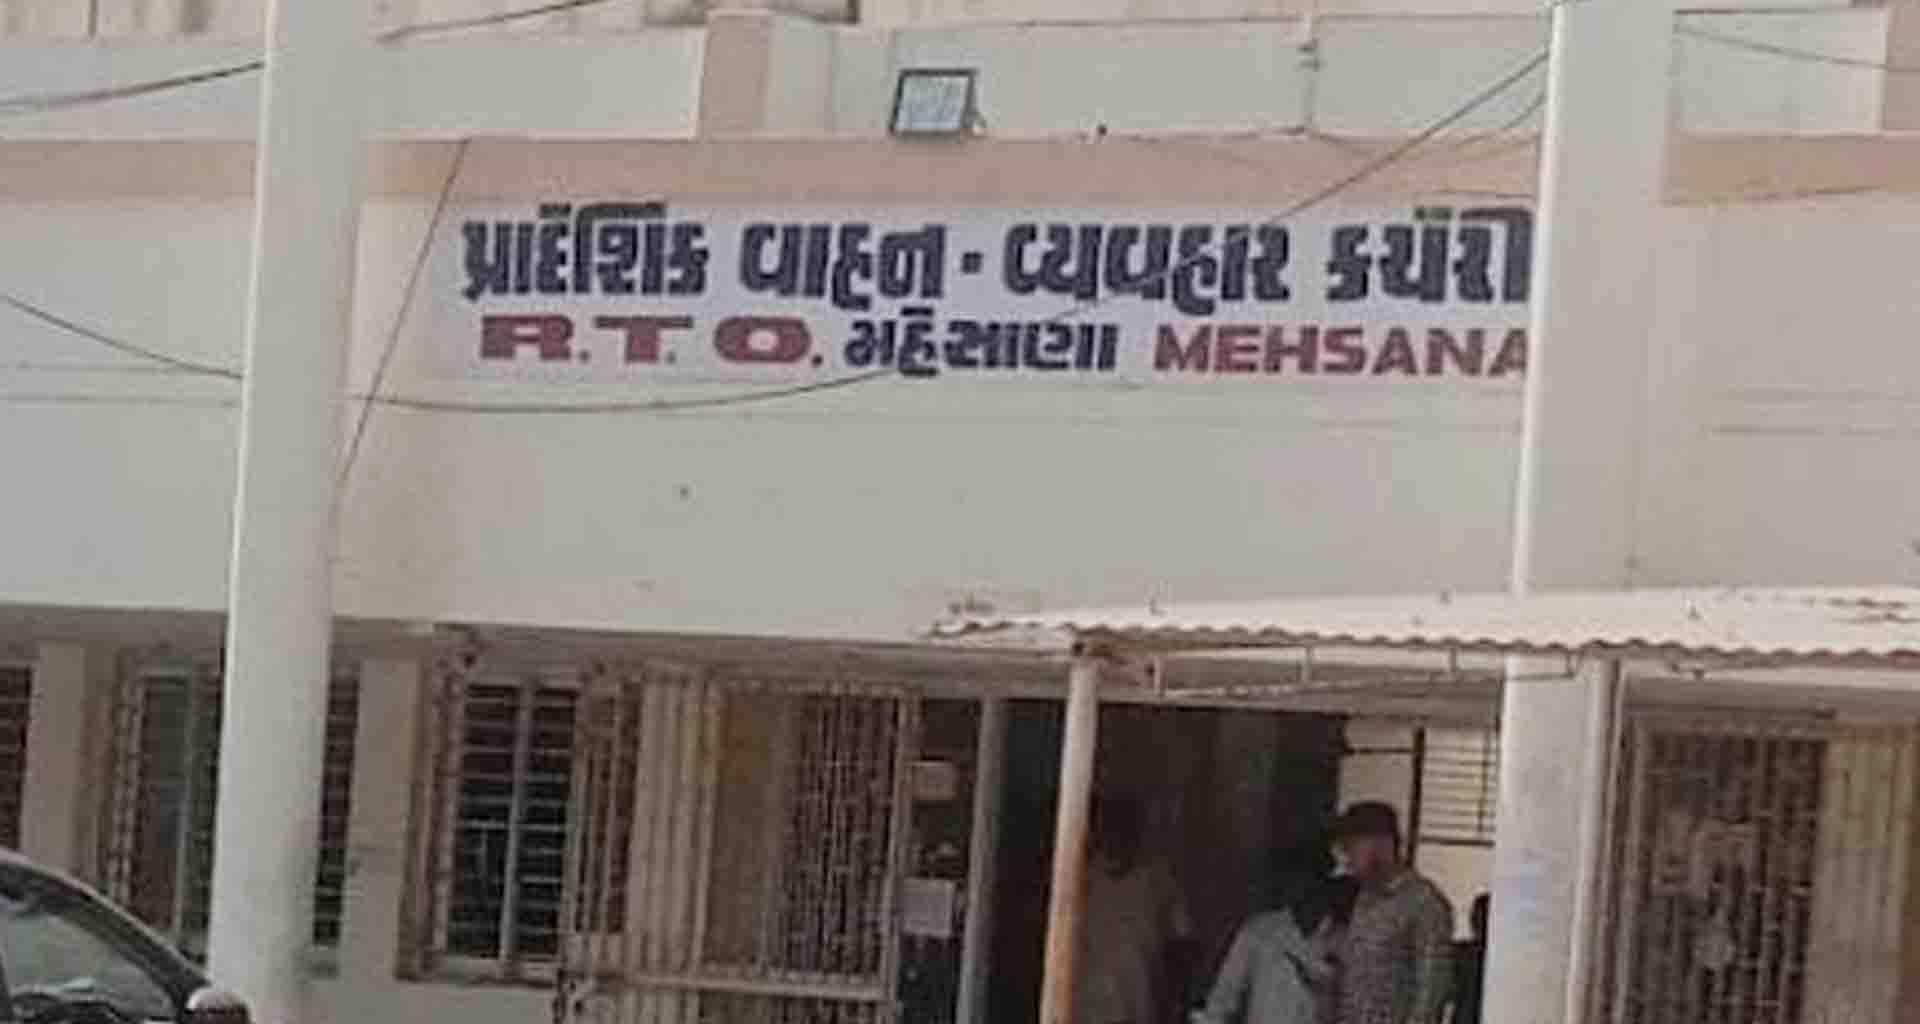 પ્રાદેશિક વાહન - વ્યવહાર કચેરી
R.T.O. મહેસાણા MEHSANA